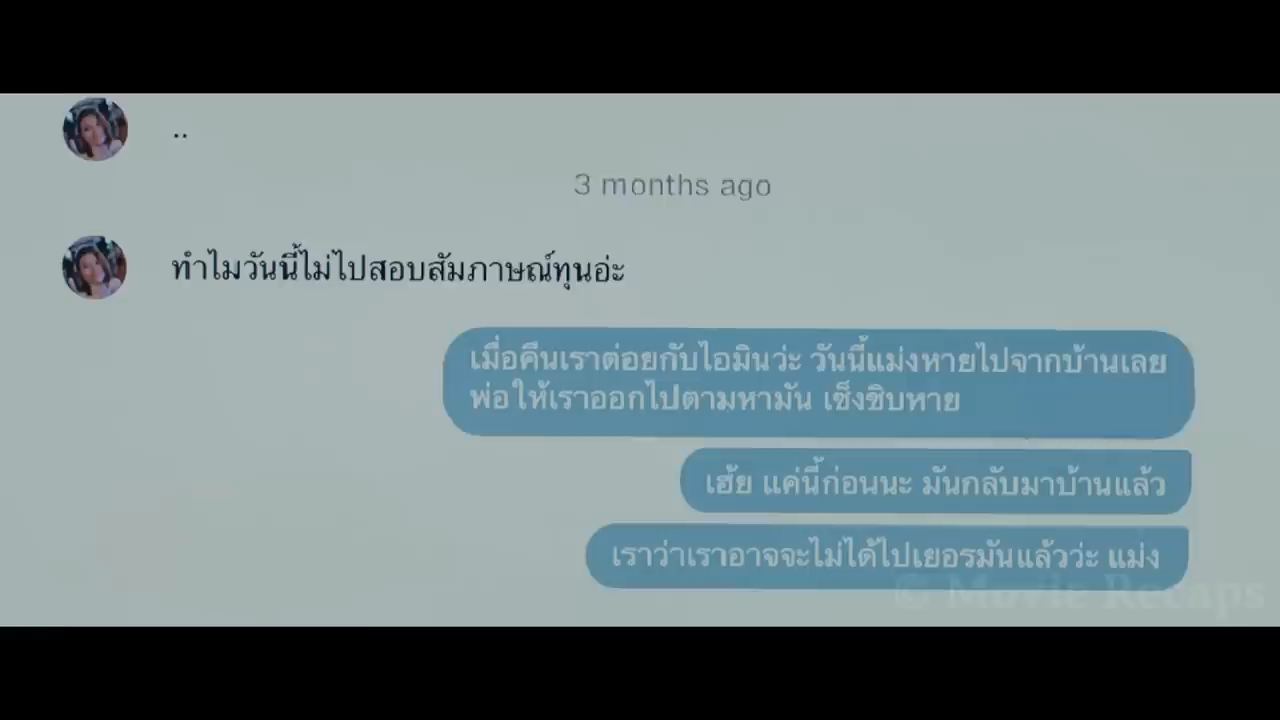 ..
3 months ago
ทำไมวันนี้ไม่ไปสอบสัมภาษณ์ทุนอ่ะ
เมื่อคืนเราต่อยกับไอมินว่ะ วันนี้แม่งหายไปจากบ้านเลย
พ่อให้เราออกไปตามหามัน เซ็งชิบหาย
เฮ้ย แค่นี้ก่อนนะ มันกลับมาบ้านแล้ว
เราว่าเราอาจจะไม่ได้ไปเยอรมันแล้วว่ะ แม่ง
© Movie Recaps